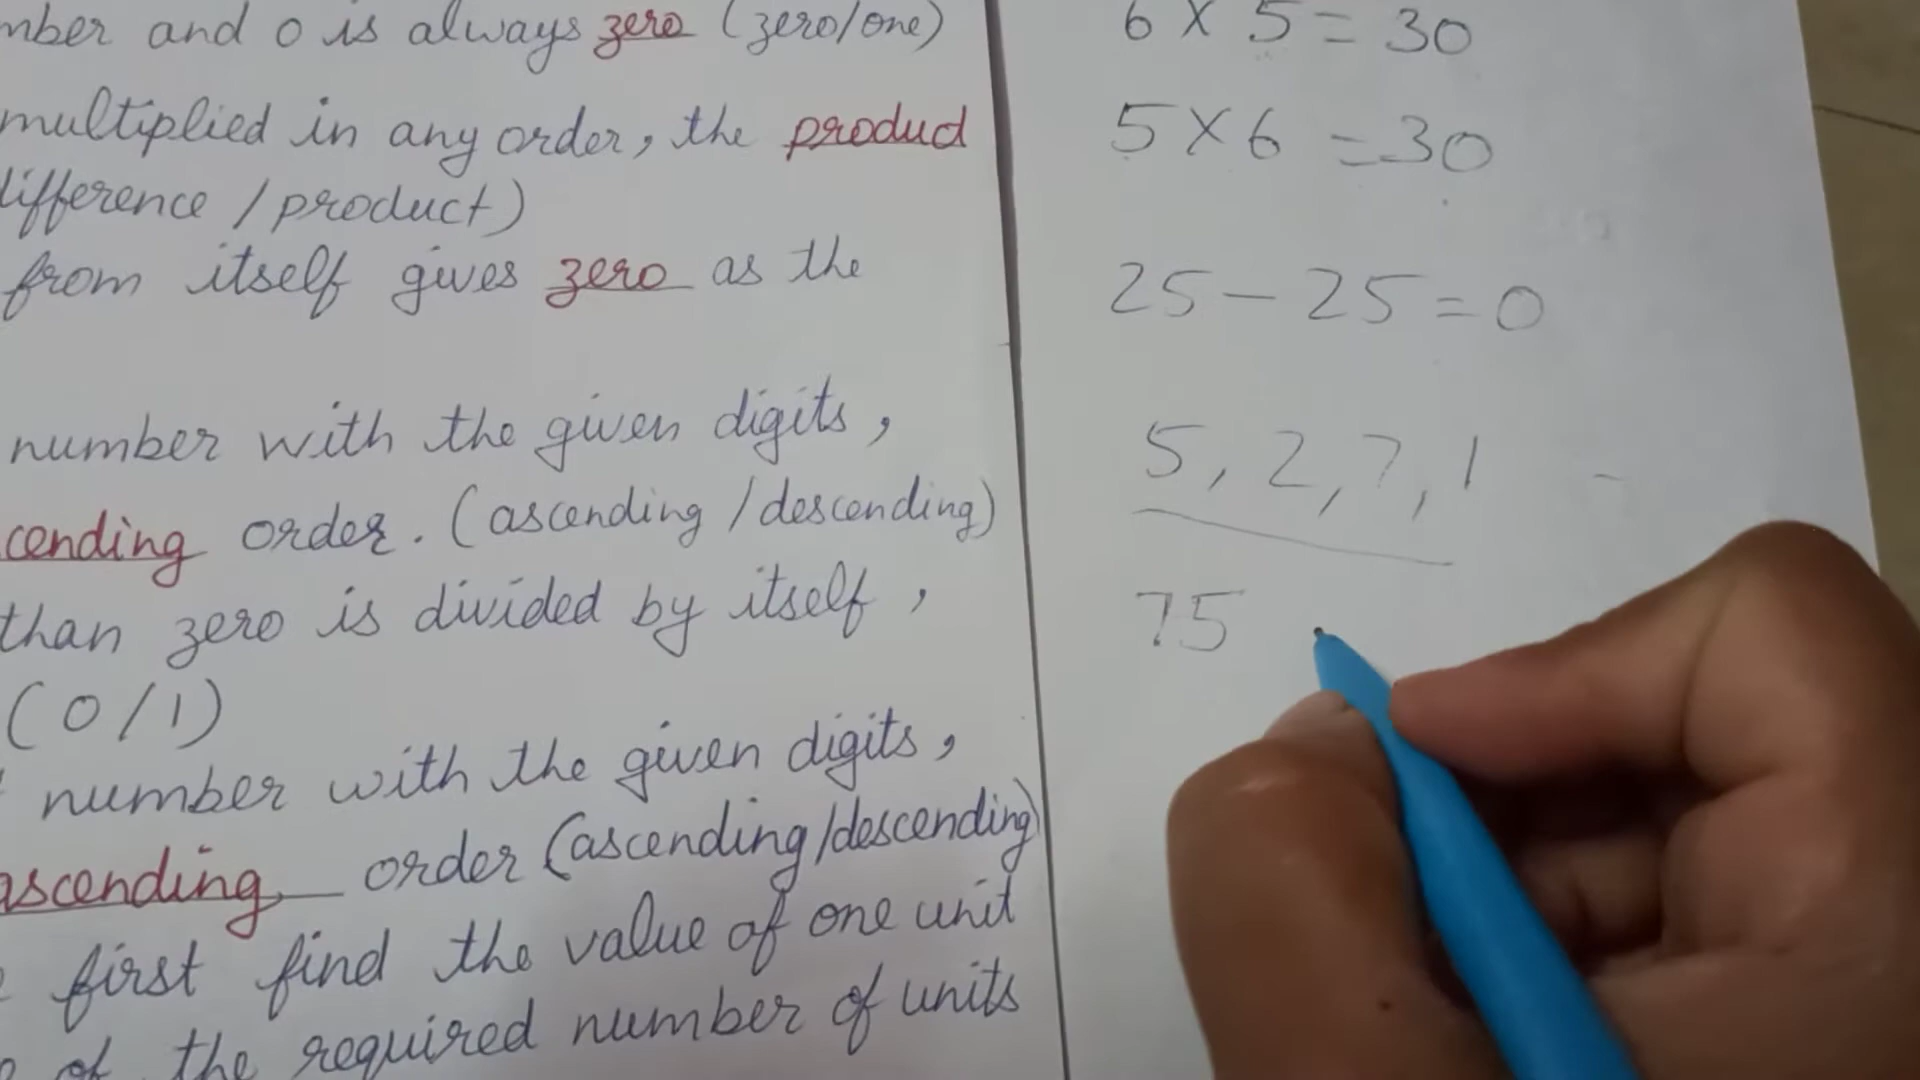 mber and 0 is always zero (zero/one)
multiplied in any order, the product
difference / product)
from itself gives zero as the
number with the given digits,
cending order. (ascending / descending)
than zero is divided by itself,
(0/1)
number with the given digits,
ascending order (ascending/descending)
first find the value of one unit
of the required number of units
6 X 5 = 30
5 X 6 = 30
25 - 25 = 0
5, 2, 7, 1
75